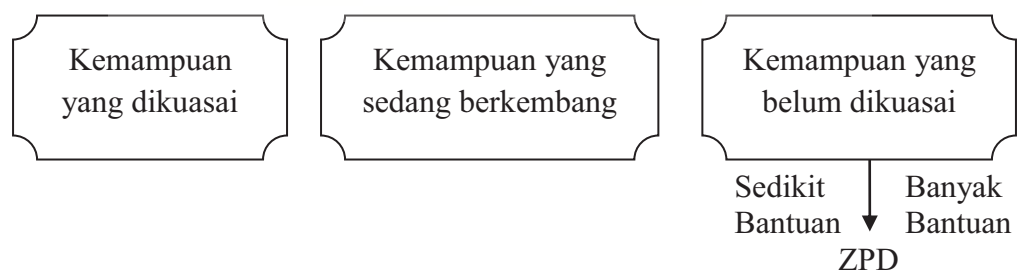 Kemampuan
yang dikuasai
Kemampuan yang
sedang berkembang
Kemampuan yang
belum dikuasai
Sedikit
Bantuan
Banyak
Bantuan
ZPD